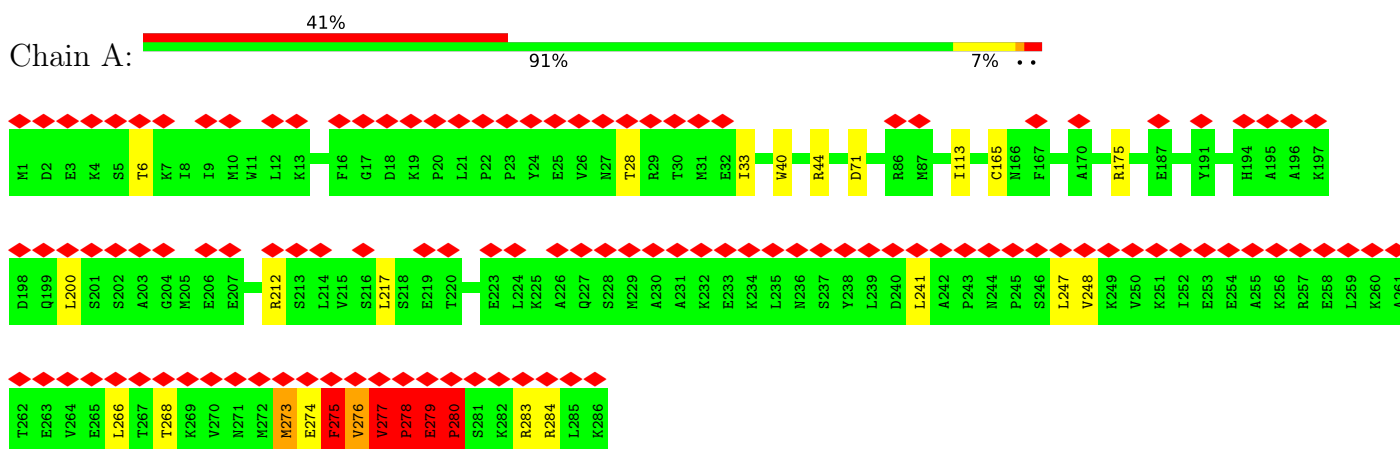 41%
Chain A:
91% 7% • •
M1 D2 E3 K4 S5 T6 K7 I8 I9 M10 W11 L12 K13 F16 G17 D18 K19 P20 L21 P22 P23 Y24 E25 V26 N27 T28 R29 T30 M31 E32 I33 W40 R44 D71 R86 M87 I113 C165 N166 F167 A170 R175 E187 Y191 H194 A195 A196 K197
D198 Q199 L200 S201 S202 A203 G204 M205 E206 E207 R212 S213 L214 V215 S216 L217 S218 E219 T220 E223 L224 K225 A226 Q227 S228 M229 A230 A231 K232 E233 K234 L235 N236 S237 Y238 L239 D240 L241 A242 P243 N244 P245 S246 L247 V248 K249 V250 K251 I252 E253 E254 A255 K256 R257 E258 L259 K260 A261
T262 E263 V264 E265 L266 T267 T268 K269 V270 N271 M272 M273 E274 F275 V276 V277 P278 E279 P280 S281 K282 R283 R284 L285 K286